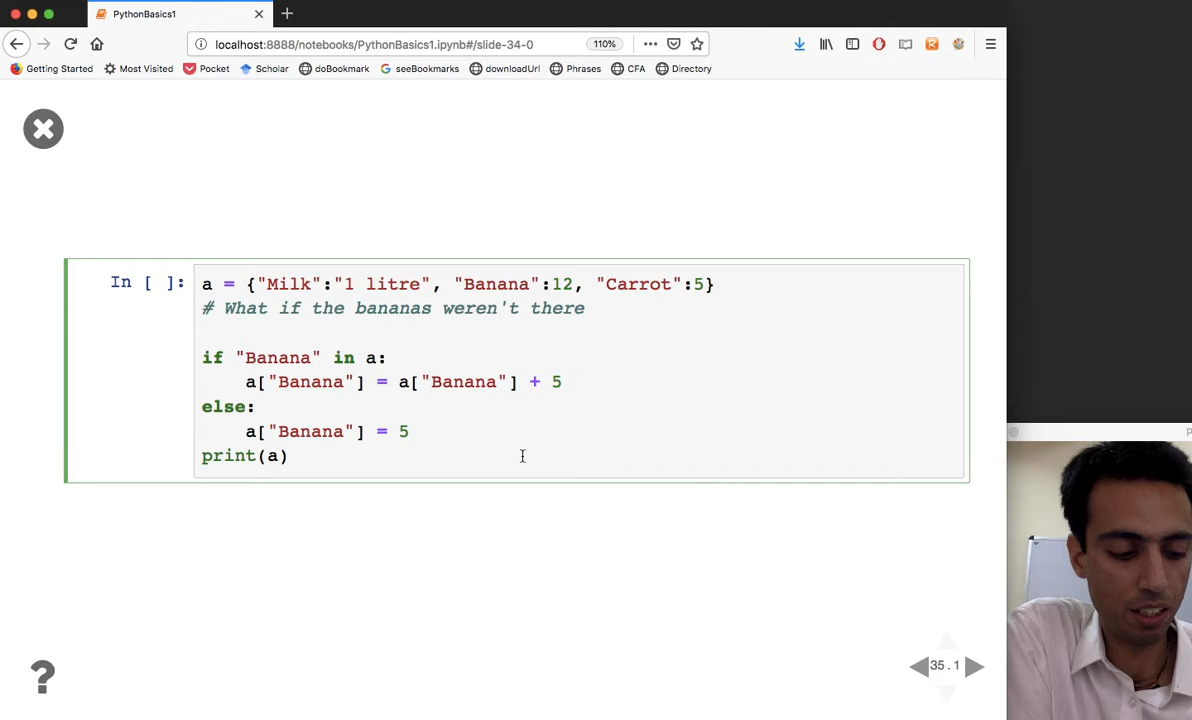 PythonBasics1
localhost:8888/notebooks/PythonBasics1.ipynb#/slide-34-0
110%
Getting Started Most Visited Pocket Scholar doBookmark seeBookmarks downloadUrl Phrases CFA Directory
In [ ]:
a = {"Milk":"1 litre", "Banana":12, "Carrot":5}
# What if the bananas weren't there
if "Banana" in a:
a["Banana"] = a["Banana"] + 5
else:
a["Banana"] = 5
print(a)
?
35.1